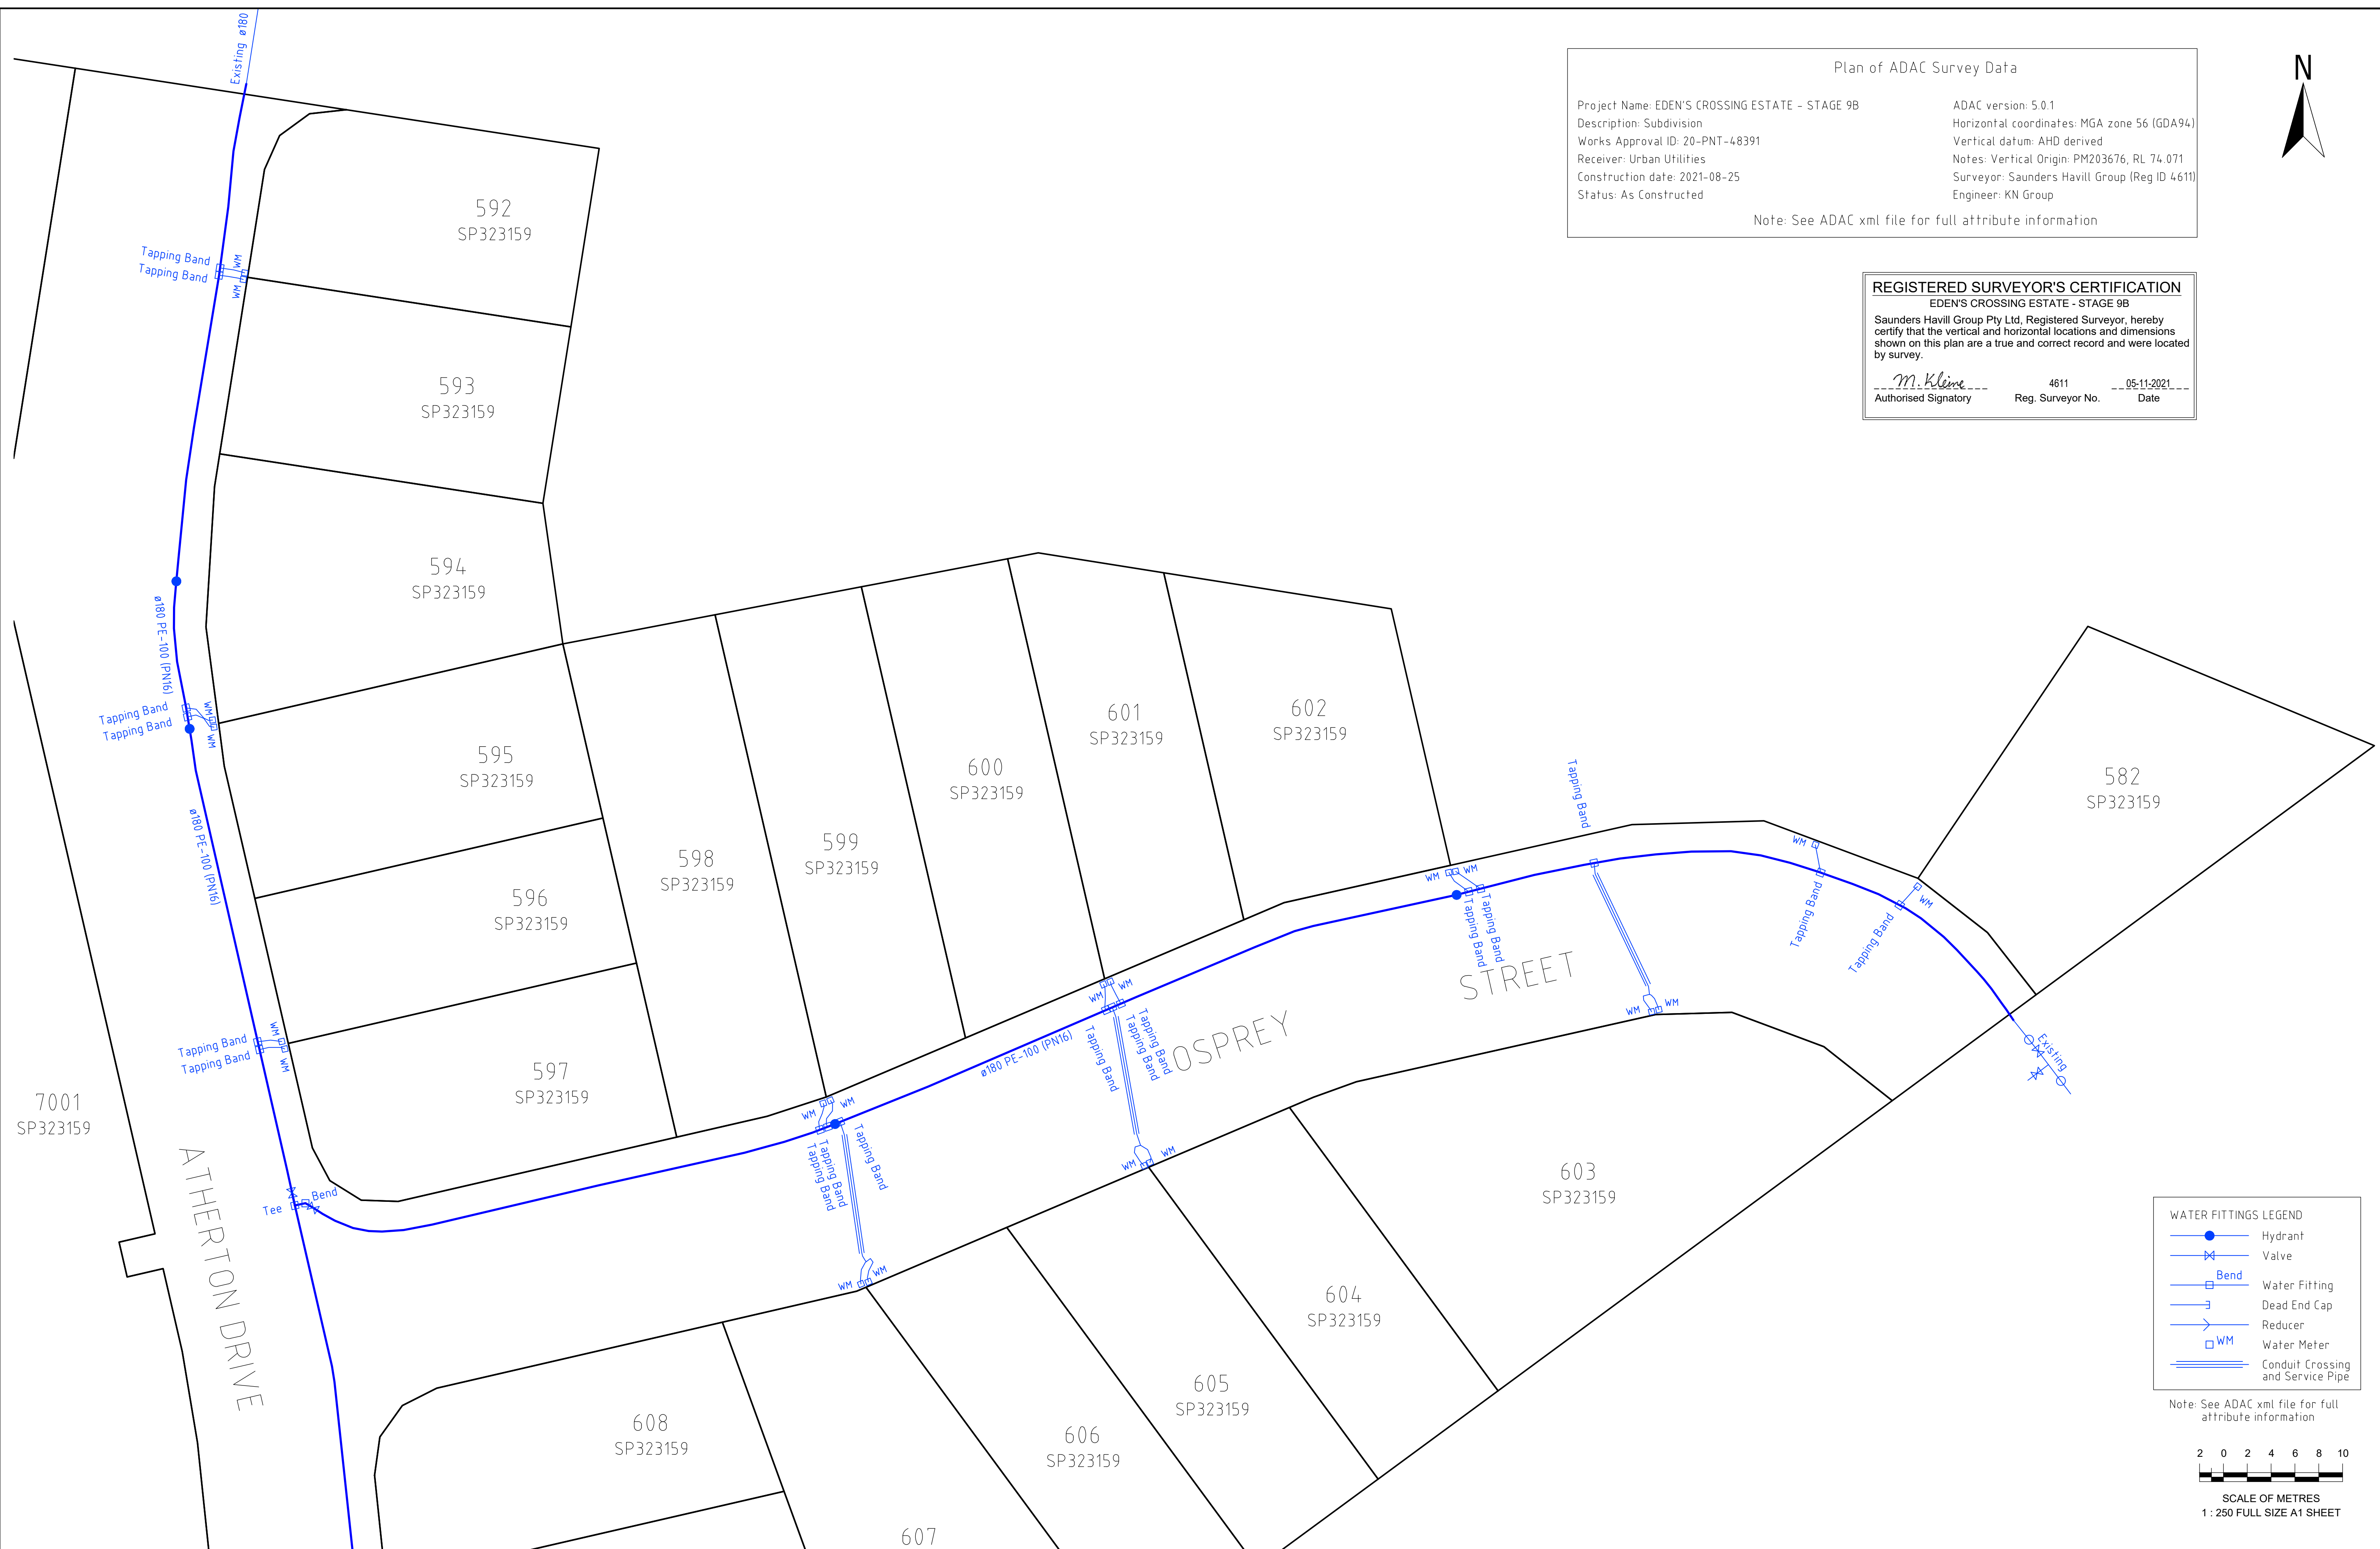 Existing ø180
Plan of ADAC Survey Data
Project Name: EDEN'S CROSSING ESTATE - STAGE 9B
Description: Subdivision
Works Approval ID: 20-PNT-48391
Receiver: Urban Utilities
Construction date: 2021-08-25
Status: As Constructed
ADAC version: 5.0.1
Horizontal coordinates: MGA zone 56 (GDA94)
Vertical datum: AHD derived
Notes: Vertical Origin: PM203676, RL 74.071
Surveyor: Saunders Havill Group (Reg ID 4611)
Engineer: KN Group
Note: See ADAC xml file for full attribute information
N
REGISTERED SURVEYOR'S CERTIFICATION
EDEN'S CROSSING ESTATE - STAGE 9B
Saunders Havill Group Pty Ltd, Registered Surveyor, hereby
certify that the vertical and horizontal locations and dimensions
shown on this plan are a true and correct record and were located
by survey.
M. Kleine 4611 05-11-2021
Authorised Signatory Reg. Surveyor No. Date
592
SP323159
Tapping Band
Tapping Band
WM
WM
593
SP323159
594
SP323159
ø180 PE-100 (PN16)
Tapping Band
Tapping Band
WM
WM
595
SP323159
ø180 PE-100 (PN16)
596
SP323159
597
SP323159
Tapping Band
Tapping Band
WM
WM
598
SP323159
599
SP323159
600
SP323159
601
SP323159
602
SP323159
582
SP323159
Tapping Band
WM
WM
Tapping Band
Tapping Band
WM
Tapping Band
WM
Tapping Band
STREET
WM
WM
OSPREY
WM
WM
Tapping Band
Tapping Band
Tapping Band
ø180 PE-100 (PN16)
WM
WM
Existing
7001
SP323159
WM
WM
Tapping Band
Tapping Band
Tapping Band
WM
WM
Tee
Bend
ATHERTON DRIVE
603
SP323159
604
SP323159
605
SP323159
606
SP323159
607
608
SP323159
WATER FITTINGS LEGEND
Hydrant
Valve
Bend
Water Fitting
Dead End Cap
Reducer
WM
Water Meter
Conduit Crossing
and Service Pipe
Note: See ADAC xml file for full
attribute information
2 0 2 4 6 8 10
SCALE OF METRES
1 : 250 FULL SIZE A1 SHEET